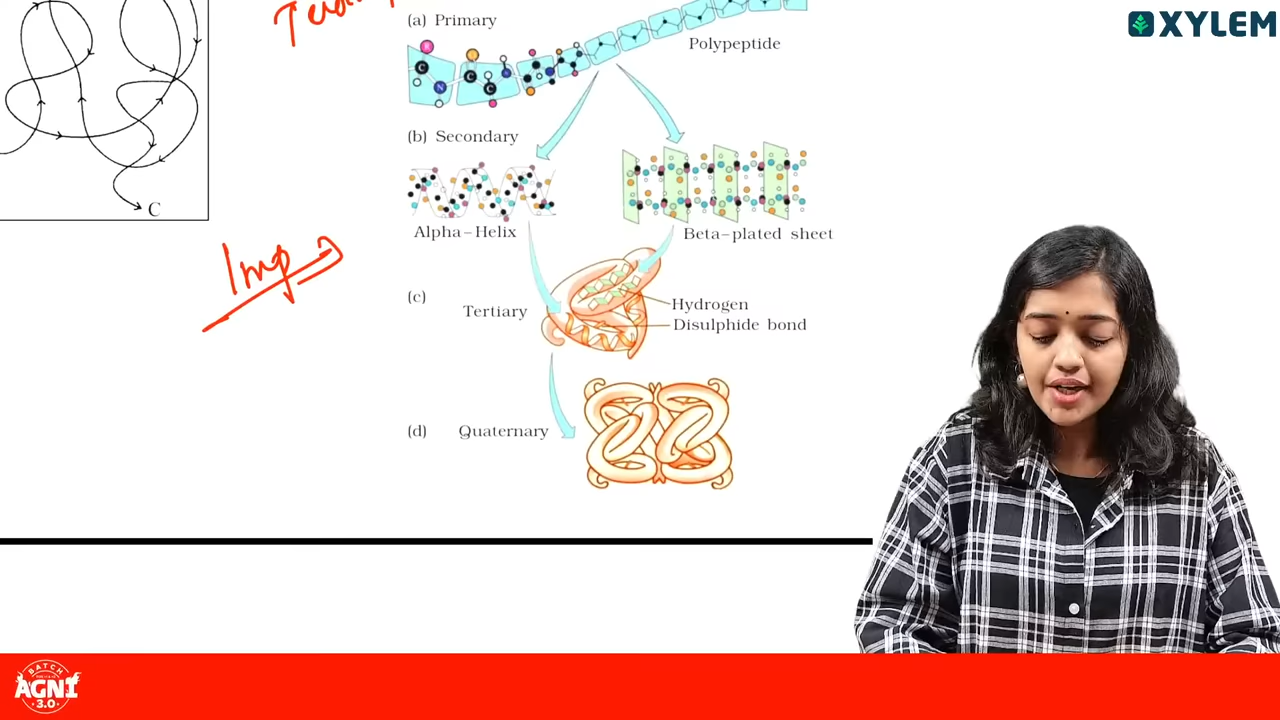 (a) Primary
Polypeptide
R
C
N
C
C
N
(b) Secondary
Alpha-Helix
Beta-plated sheet
C
Imp
(c)
Tertiary
Hydrogen
Disulphide bond
(d) Quaternary
XYLEM
BATCH
AGNI
3.0